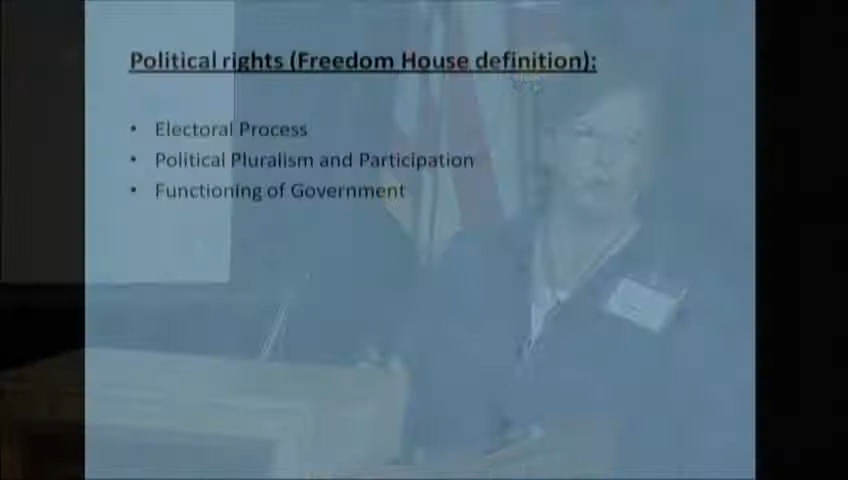 Political rights (Freedom House definition):
• Electoral Process
• Political Pluralism and Participation
• Functioning of Government